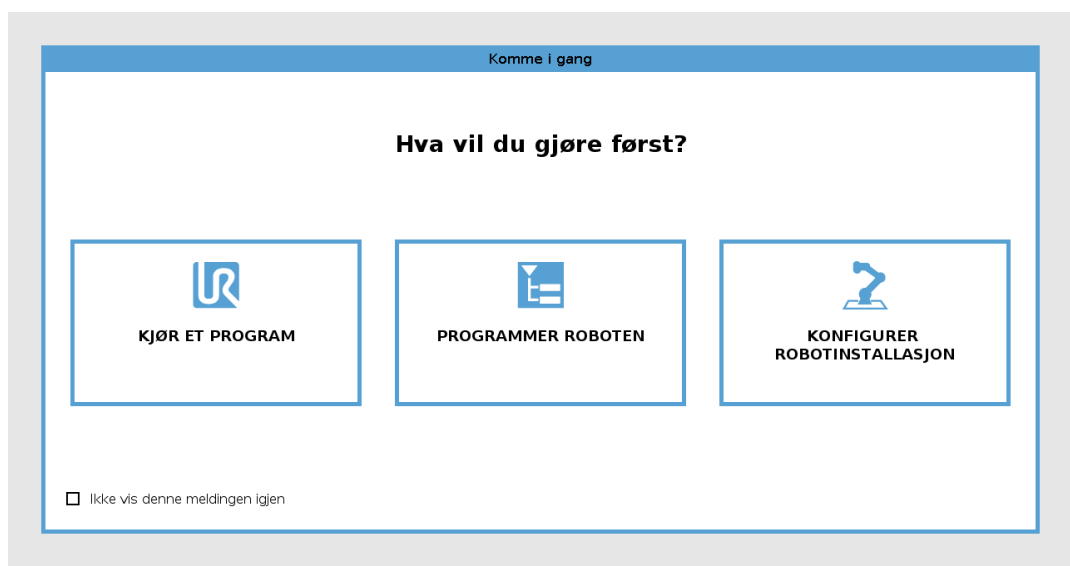 Komme i gang
Hva vil du gjøre først?
KJØR ET PROGRAM
PROGRAMMER ROBOTEN
KONFIGURER
ROBOTINSTALLASJON
Ikke vis denne meldingen igjen